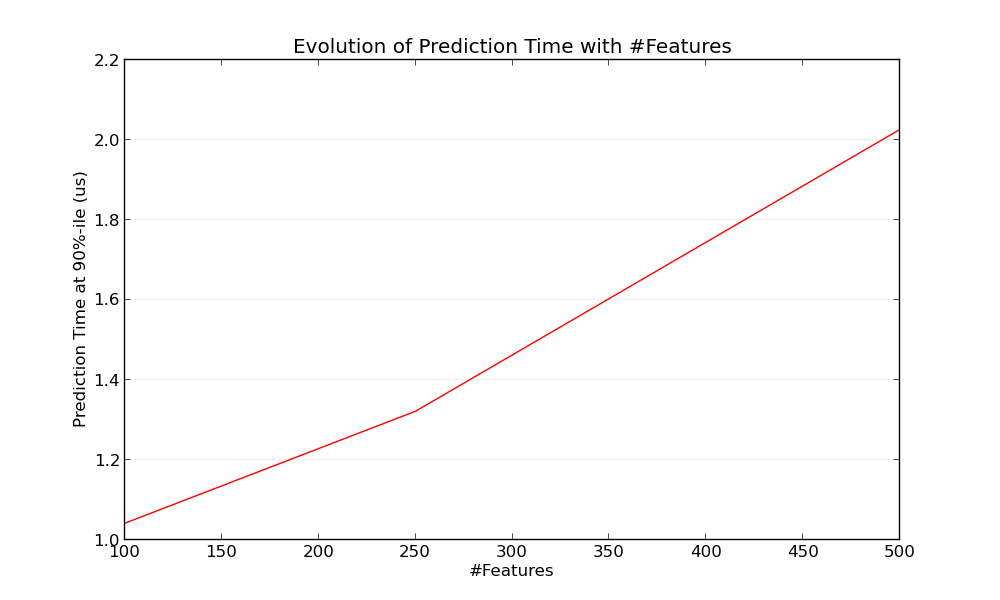 Evolution of Prediction Time with #Features
2.2
2.0
1.8
1.6
1.4
1.2
1.0
Prediction Time at 90%-ile (us)
100 150 200 250 300 350 400 450 500
#Features